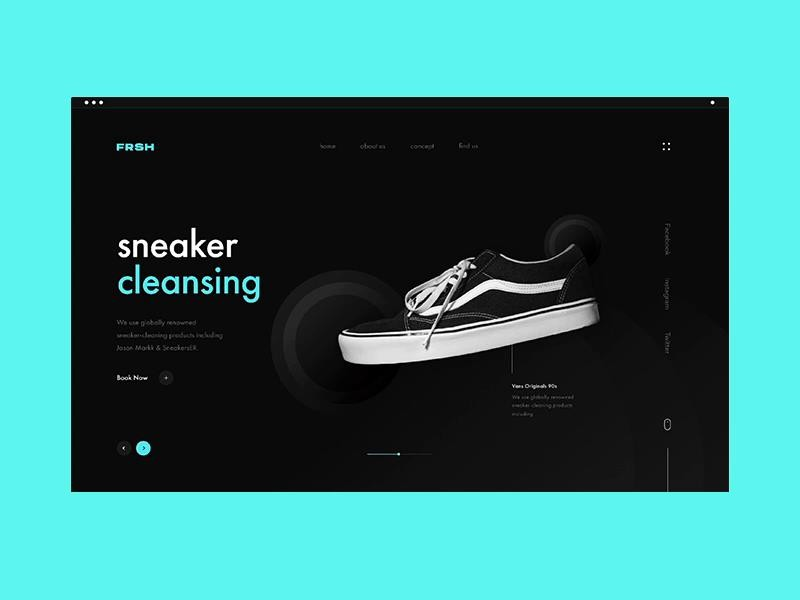 FRSH
home about us concept find us
sneaker
cleansing
We use globally renowned
sneaker-cleaning products including
Jason Markk & SneakersER.
Book Now +
Vans Originals 90s
We use globally renowned
sneaker-cleaning products
including
Facebook
Instagram
Twitter